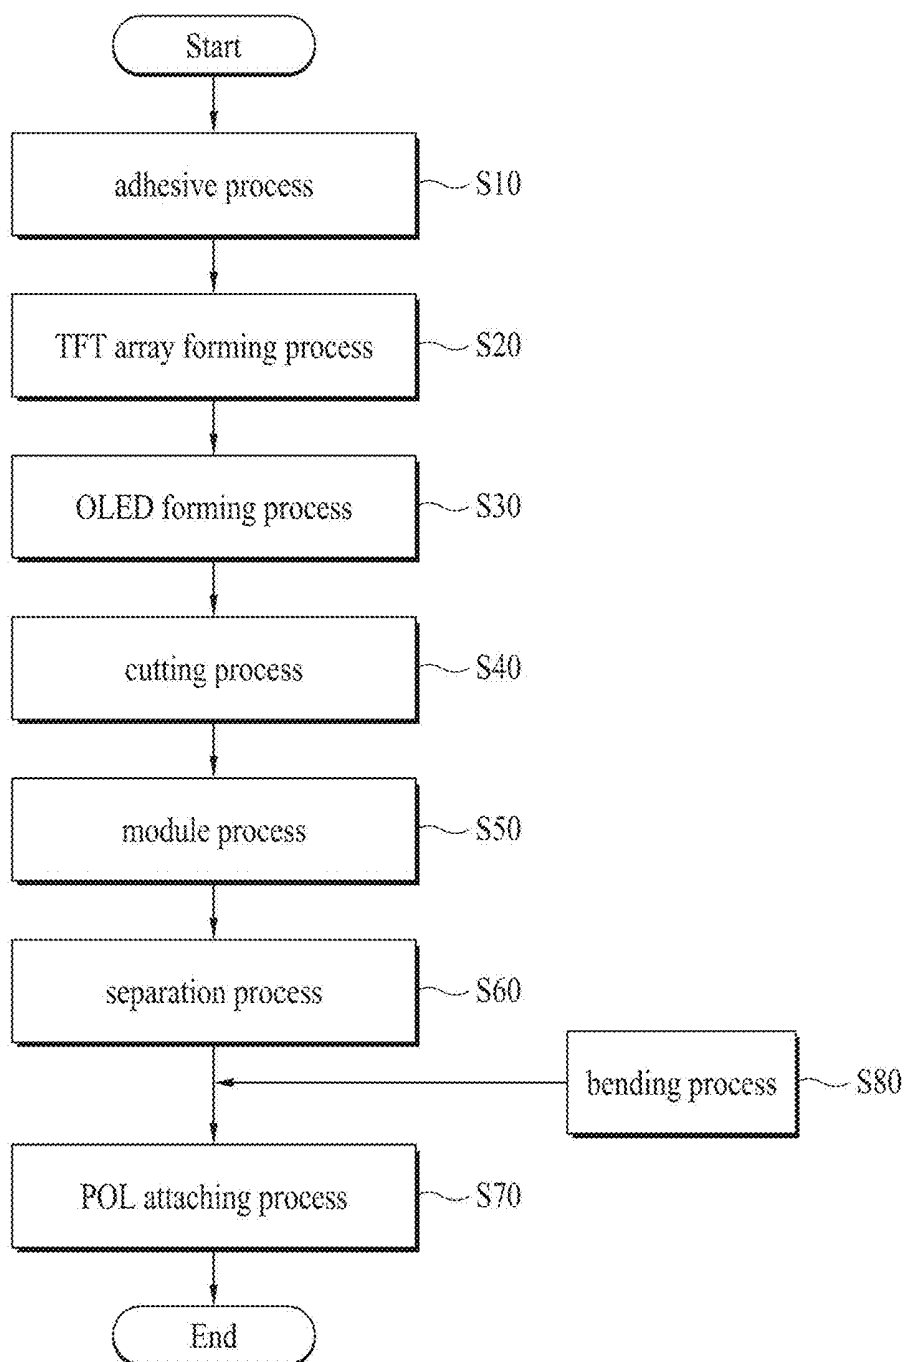 Start
adhesive process
S10
TFT array forming process
S20
OLED forming process
S30
cutting process
S40
module process
S50
separation process
S60
bending process
S80
POL attaching process
S70
End